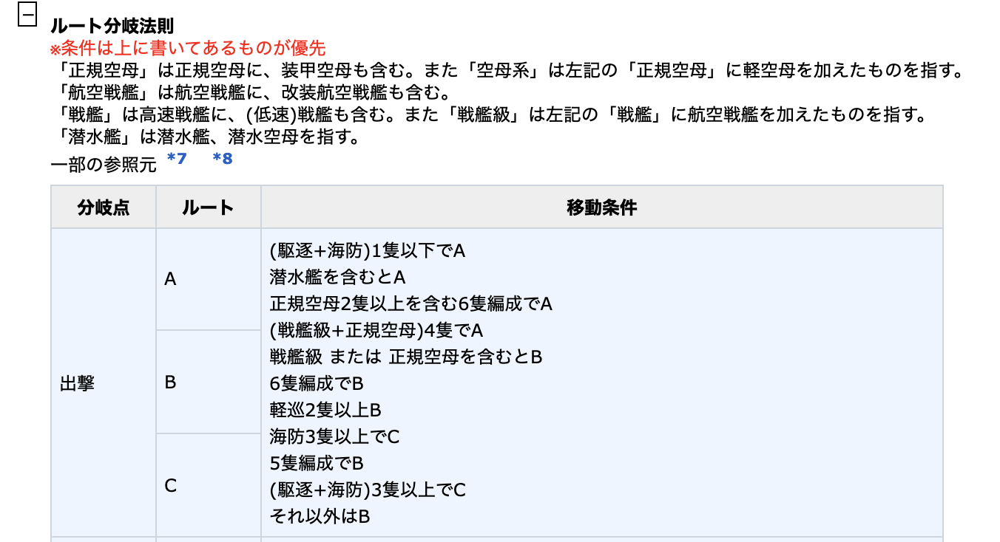 ルート分岐法則
※条件は上に書いてあるものが優先
「正規空母」は正規空母に、装甲空母も含む。また「空母系」は左記の「正規空母」に軽空母を加えたものを指す。
「航空戦艦」は航空戦艦に、改装航空戦艦も含む。
「戦艦」は高速戦艦に、(低速)戦艦も含む。また「戦艦級」は左記の「戦艦」に航空戦艦を加えたものを指す。
「潜水艦」は潜水艦、潜水空母を指す。
一部の参照元 *7 *8
分岐点 ルート 移動条件
出撃
A
B
C
(駆逐+海防)1隻以下でA
潜水艦を含むとA
正規空母2隻以上を含む6隻編成でA
(戦艦級+正規空母)4隻でA
戦艦級 または 正規空母を含むとB
6隻編成でB
軽巡2隻以上B
海防3隻以上でC
5隻編成でB
(駆逐+海防)3隻以上でC
それ以外はB